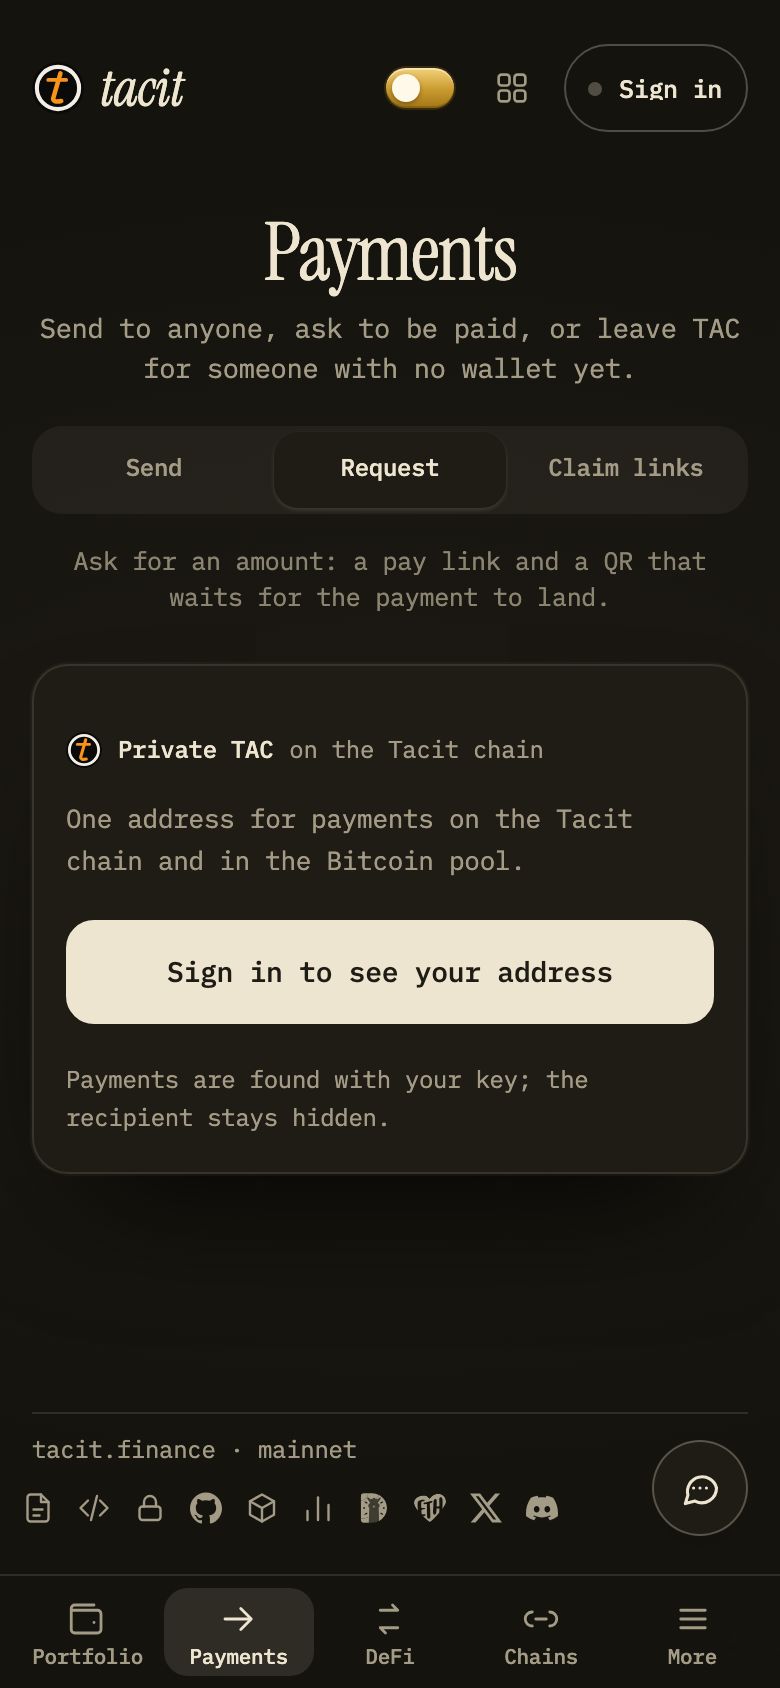 tacit
Sign in
Payments
Send to anyone, ask to be paid, or leave TAC
for someone with no wallet yet.
Send
Request
Claim links
Ask for an amount: a pay link and a QR that
waits for the payment to land.
Private TAC on the Tacit chain
One address for payments on the Tacit
chain and in the Bitcoin pool.
Sign in to see your address
Payments are found with your key; the
recipient stays hidden.
tacit.finance · mainnet
ETH
Portfolio
Payments
DeFi
Chains
More